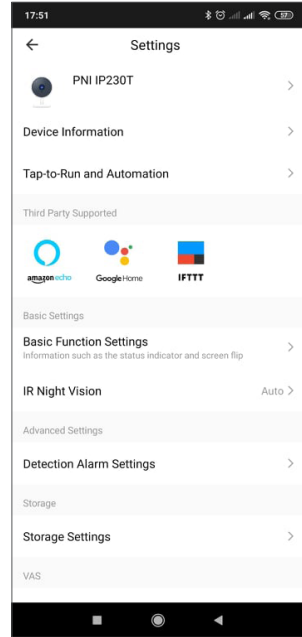 17:51
57
Settings
PNI IP230T
Device Information
Tap-to-Run and Automation
Third Party Supported
amazon echo
Google Home
IFTTT
Basic Settings
Basic Function Settings
Information such as the status indicator and screen flip
IR Night Vision
Auto
Advanced Settings
Detection Alarm Settings
Storage
Storage Settings
VAS